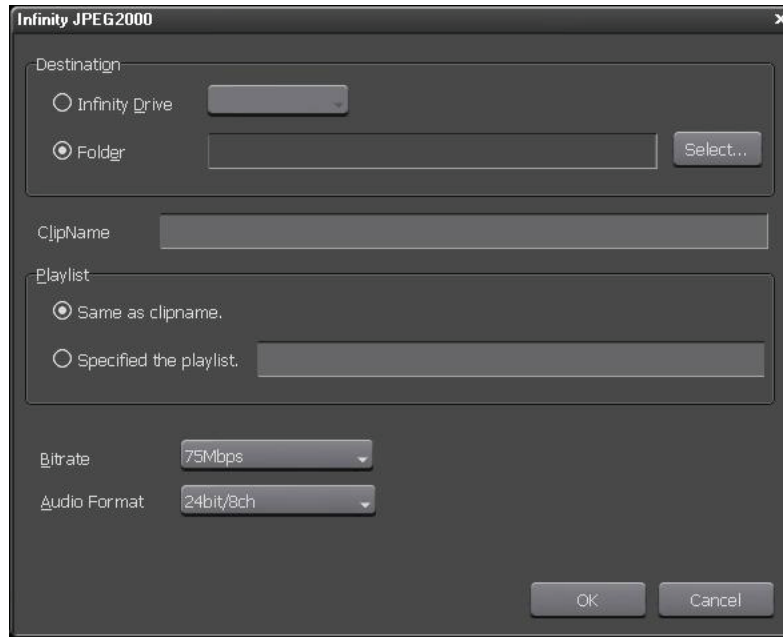 Infinity JPEG2000
Destination
Infinity Drive
Folder
Select...
ClipName
Playlist
Same as clipname.
Specified the playlist.
Bitrate
75Mbps
Audio Format
24bit/8ch
OK
Cancel